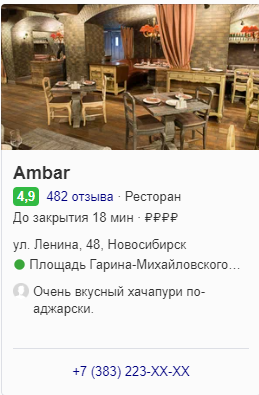 Ambar
4,9 482 отзыва · Ресторан
До закрытия 18 мин · ₽₽₽₽
ул. Ленина, 48, Новосибирск
Площадь Гарина-Михайловского…
Очень вкусный хачапури по-
аджарски.
+7 (383) 223-XX-XX